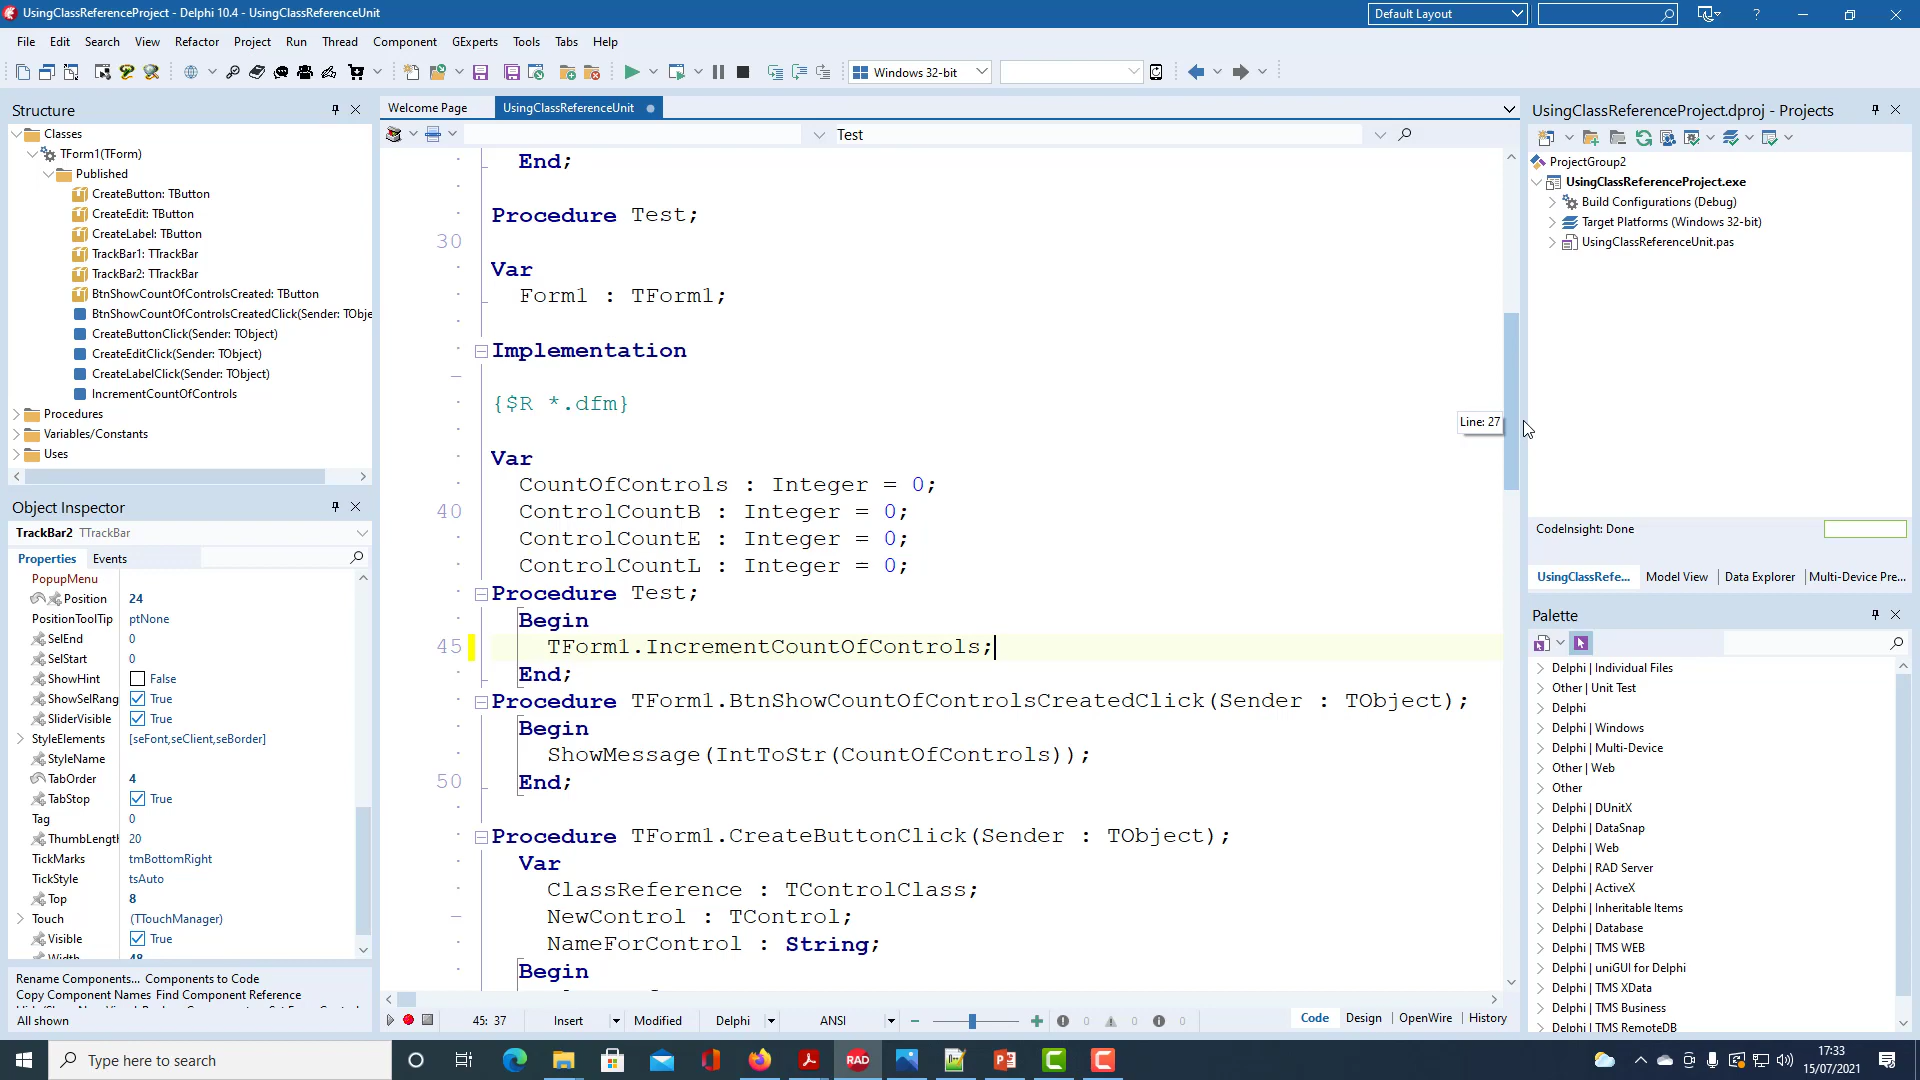 UsingClassReferenceProject - Delphi 10.4 - UsingClassReferenceUnit
Default Layout
File Edit Search View Refactor Project Run Thread Component GExperts Tools Tabs Help
Windows 32-bit
Structure
Classes
TForm1(TForm)
Published
CreateButton: TButton
CreateEdit: TButton
CreateLabel: TButton
TrackBar1: TTrackBar
TrackBar2: TTrackBar
BtnShowCountOfControlsCreated: TButton
BtnShowCountOfControlsCreatedClick(Sender: TObje
CreateButtonClick(Sender: TObject)
CreateEditClick(Sender: TObject)
CreateLabelClick(Sender: TObject)
IncrementCountOfControls
Procedures
Variables/Constants
Uses
Object Inspector
TrackBar2 TTrackBar
Properties Events
PopupMenu
Position 24
PositionToolTip ptNone
SelEnd 0
SelStart 0
ShowHint False
ShowSelRang True
SliderVisible True
StyleElements [seFont,seClient,seBorder]
StyleName
TabOrder 4
TabStop True
Tag 0
ThumbLength 20
TickMarks tmBottomRight
TickStyle tsAuto
Top 8
Touch (TTouchManager)
Visible True
Width 48
Rename Components... Components to Code
Copy Component Names Find Component Reference
All shown
Welcome Page UsingClassReferenceUnit
Test
End;
Procedure Test;
30
Var
Form1 : TForm1;
Implementation
{$R *.dfm}
Var
CountOfControls : Integer = 0;
40 ControlCountB : Integer = 0;
ControlCountE : Integer = 0;
ControlCountL : Integer = 0;
Procedure Test;
Begin
45 TForm1.IncrementCountOfControls;
End;
Procedure TForm1.BtnShowCountOfControlsCreatedClick(Sender : TObject);
Begin
ShowMessage(IntToStr(CountOfControls));
50 End;
Procedure TForm1.CreateButtonClick(Sender : TObject);
Var
ClassReference : TControlClass;
NewControl : TControl;
NameForControl : String;
Begin
Line: 27
45: 37 Insert Modified Delphi ANSI 0 0 0 Code Design OpenWire History
UsingClassReferenceProject.dproj - Projects
ProjectGroup2
UsingClassReferenceProject.exe
Build Configurations (Debug)
Target Platforms (Windows 32-bit)
UsingClassReferenceUnit.pas
CodeInsight: Done
UsingClassRefe... Model View Data Explorer Multi-Device Pre...
Palette
Delphi | Individual Files
Other | Unit Test
Delphi
Delphi | Windows
Delphi | Multi-Device
Other | Web
Other
Delphi | DUnitX
Delphi | DataSnap
Delphi | Web
Delphi | RAD Server
Delphi | ActiveX
Delphi | Inheritable Items
Delphi | Database
Delphi | TMS WEB
Delphi | uniGUI for Delphi
Delphi | TMS XData
Delphi | TMS Business
Delphi | TMS RemoteDB
Type here to search
RAD
17:33
15/07/2021